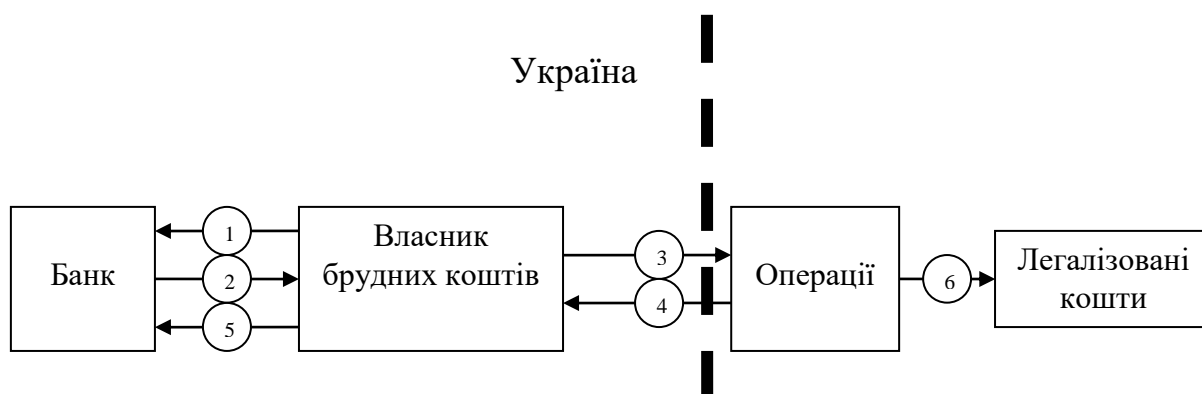 Україна
Банк
1
2
5
Власник
брудних коштів
3
4
Операції
6
Легалізовані
кошти